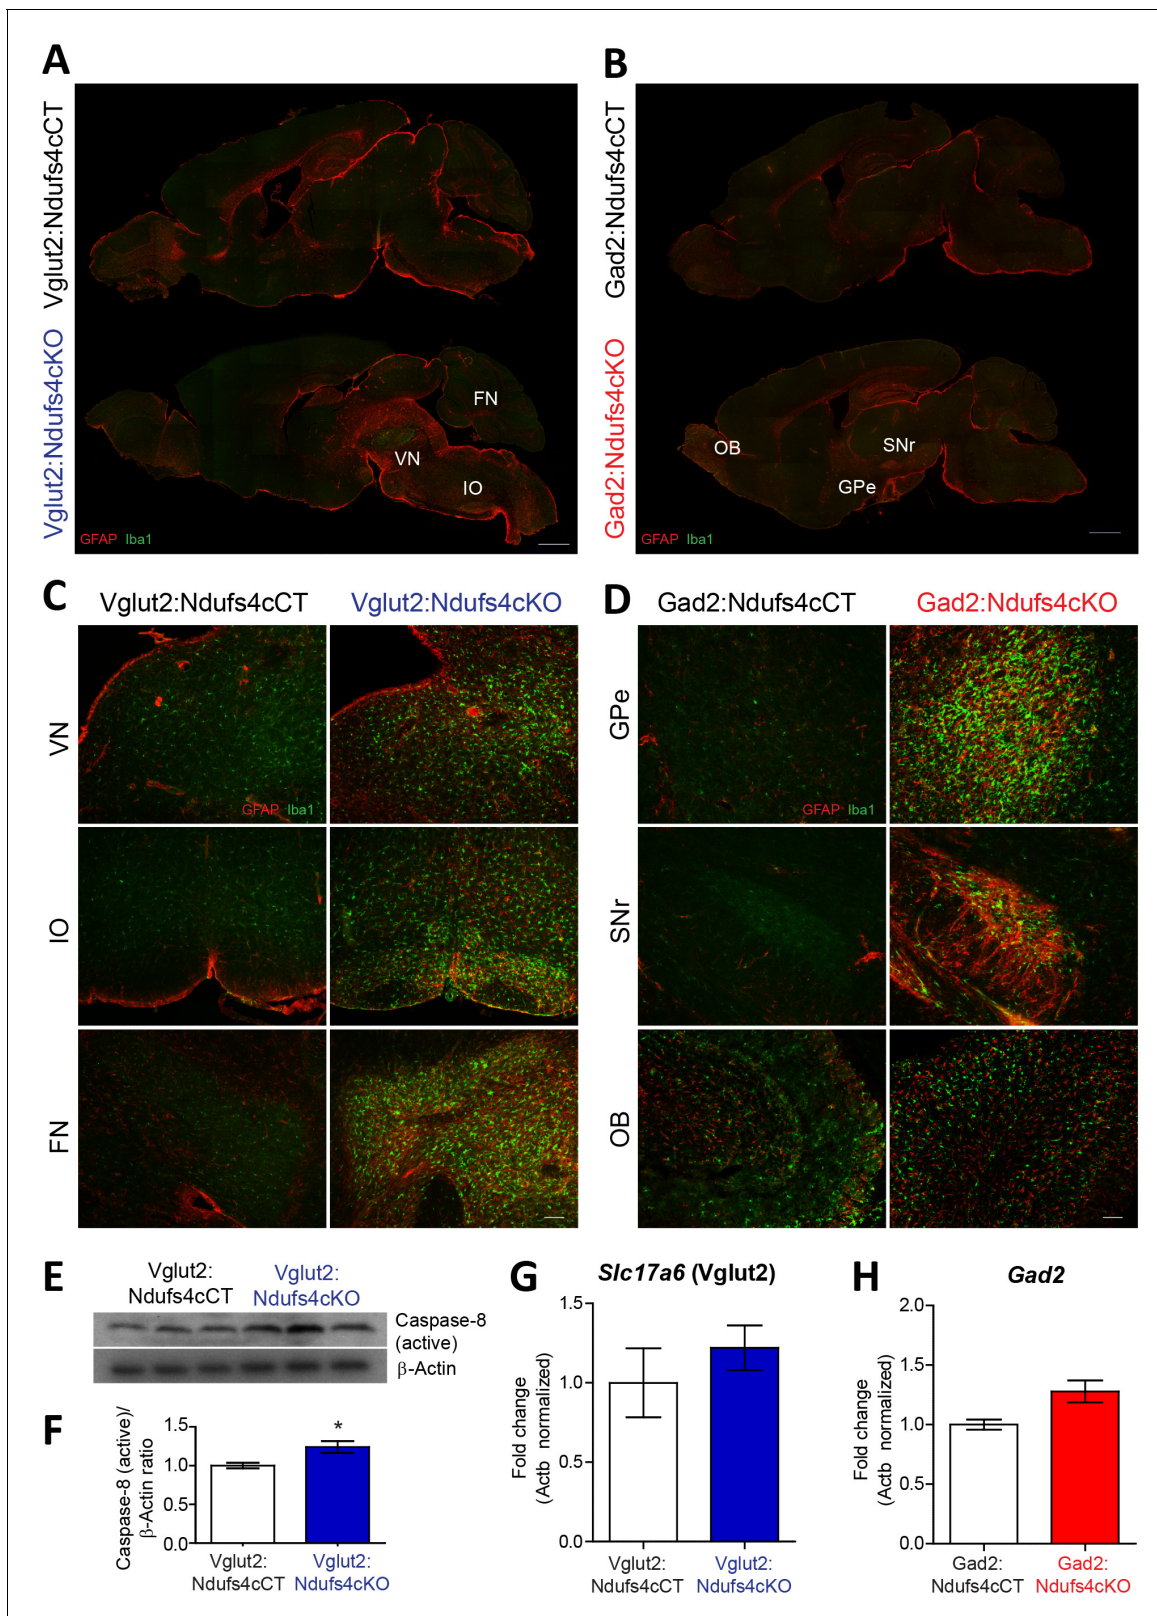 A
B
Vglut2:Ndufs4cCT
Vglut2:Ndufs4cKO
FN
VN
IO
GFAP Iba1
Gad2:Ndufs4cCT
Gad2:Ndufs4cKO
OB
SNr
GPe
GFAP Iba1
C
Vglut2:Ndufs4cCT
Vglut2:Ndufs4cKO
VN
GFAP Iba1
IO
FN
D
Gad2:Ndufs4cCT
Gad2:Ndufs4cKO
GPe
GFAP Iba1
SNr
OB
E
Vglut2:
Ndufs4cCT
Vglut2:
Ndufs4cKO
Caspase-8
(active)
β-Actin
F
Caspase-8 (active)/
β-Actin ratio
1.5
1.0
0.5
0.0
*
Vglut2:
Ndufs4cCT
Vglut2:
Ndufs4cKO
G
Slc17a6 (Vglut2)
Fold change
(Actb normalized)
1.5
1.0
0.5
0.0
Vglut2:
Ndufs4cCT
Vglut2:
Ndufs4cKO
H
Gad2
Fold change
(Actb normalized)
2.0
1.5
1.0
0.5
0.0
Gad2:
Ndufs4cCT
Gad2:
Ndufs4cKO